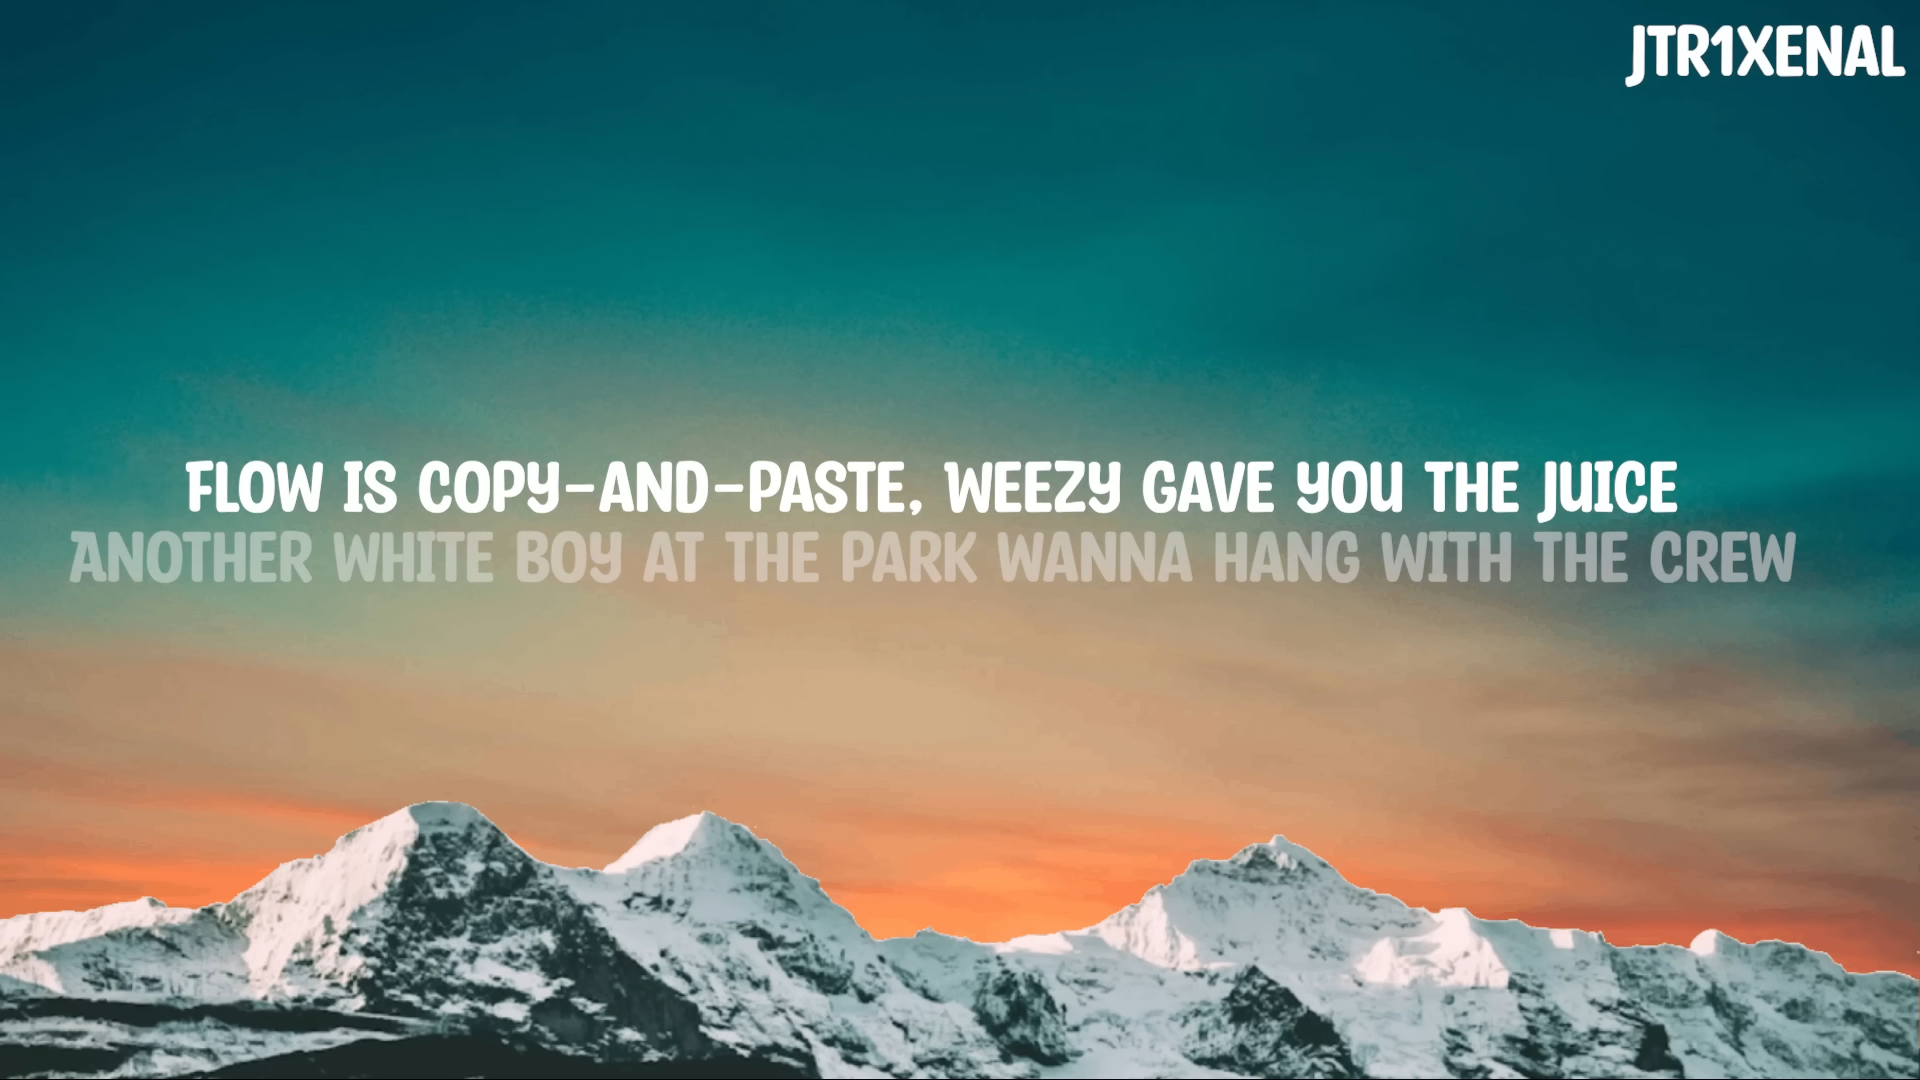 JTR1XENAL
FLOW IS COPY-AND-PASTE, WEEZY GAVE YOU THE JUICE
ANOTHER WHITE BOY AT THE PARK WANNA HANG WITH THE CREW